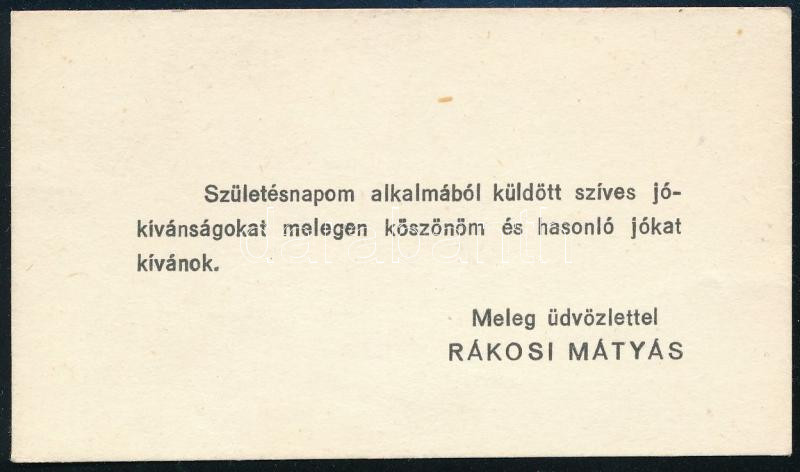 Születésnapom alkalmából küldött szíves jó-
kívánságokat melegen köszönöm és hasonló jókat
kívánok.
Meleg üdvözlettel
RÁKOSI MÁTYÁS